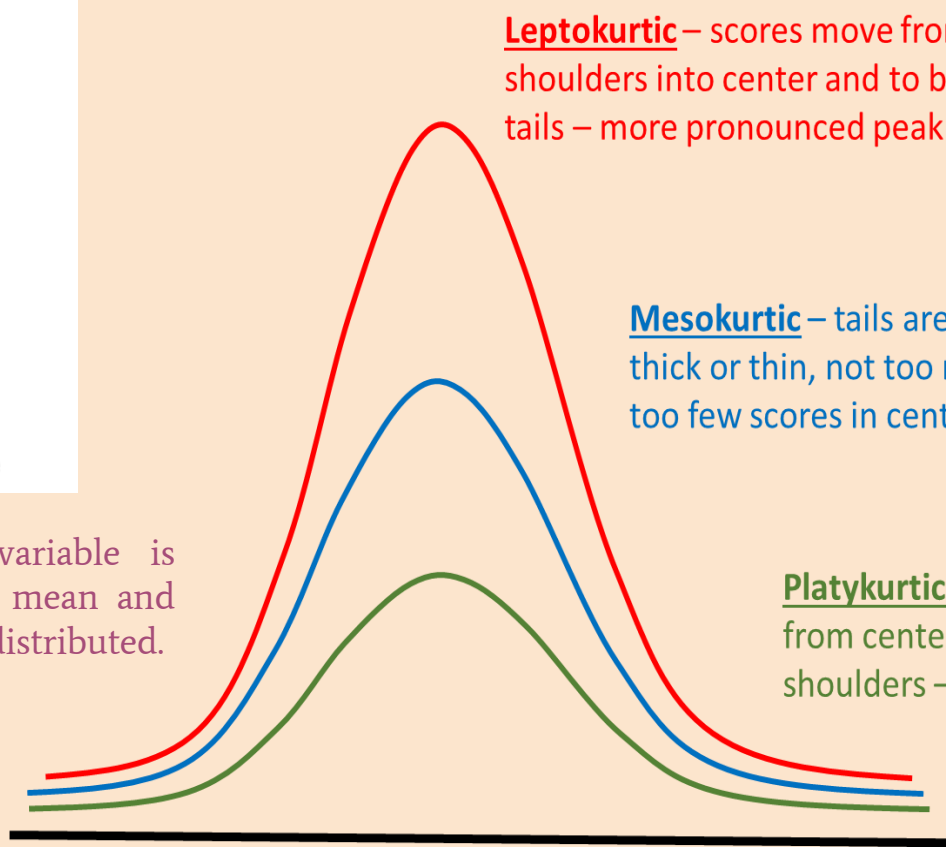 Leptokurtic – scores move from
shoulders into center and to b
tails – more pronounced peak
Mesokurtic – tails are
thick or thin, not too
too few scores in cent
variable is
mean and
distributed.
Platykurtic
from cente
shoulders –